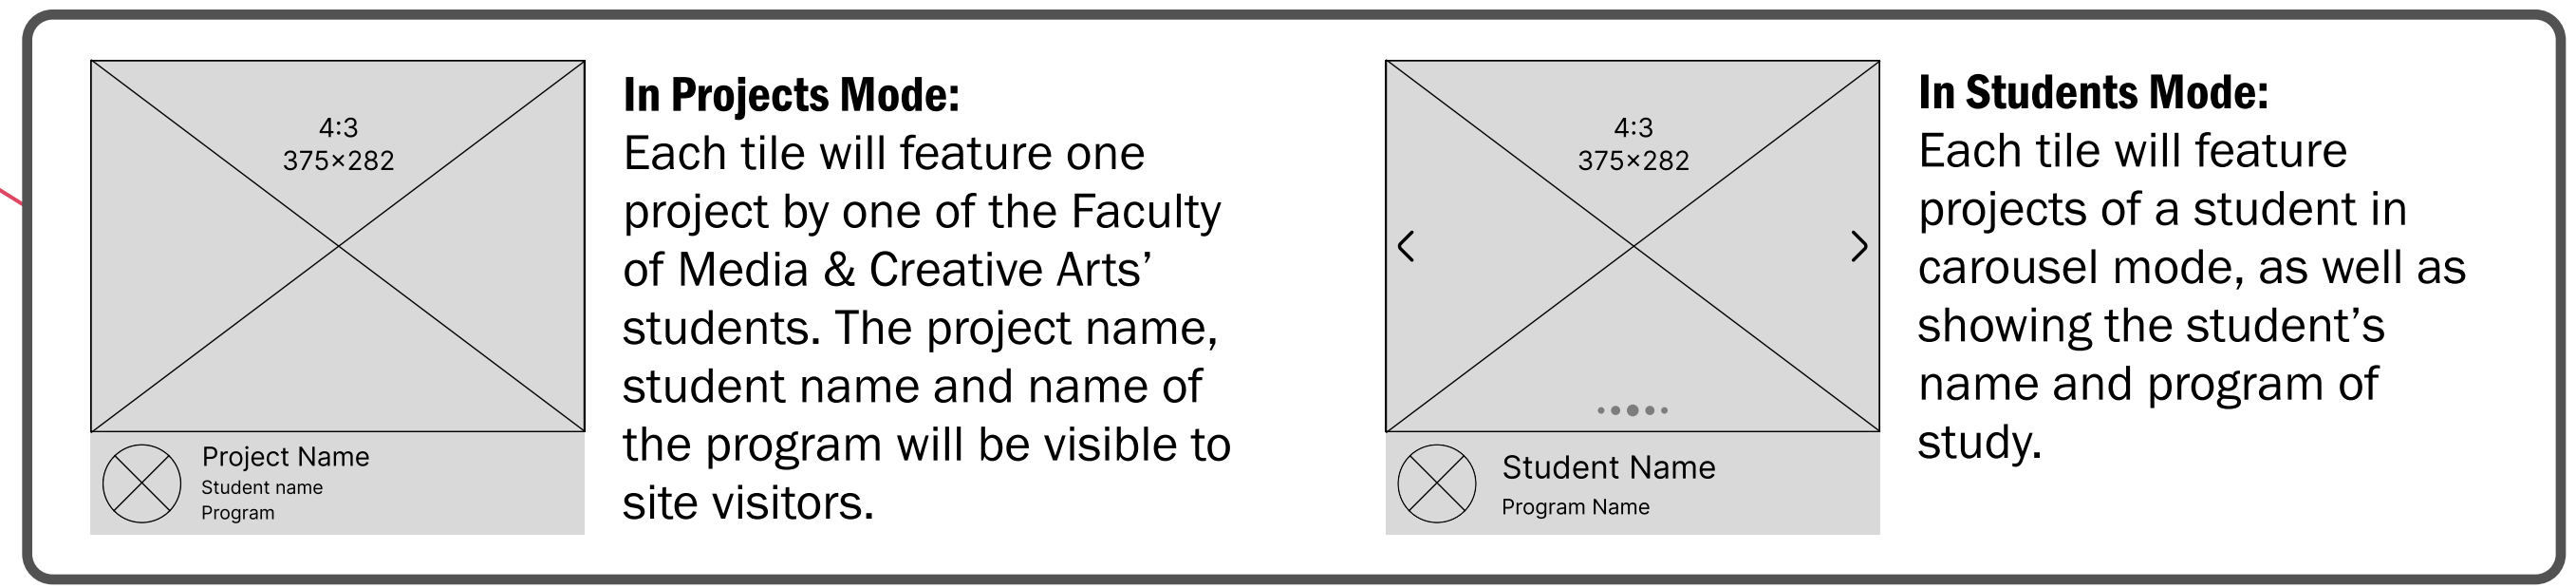 4:3
375×282
Project Name
Student name
Program
In Projects Mode:
Each tile will feature one
project by one of the Faculty
of Media & Creative Arts’
students. The project name,
student name and name of
the program will be visible to
site visitors.
4:3
375×282
Student Name
Program Name
In Students Mode:
Each tile will feature
projects of a student in
carousel mode, as well as
showing the student’s
name and program of
study.